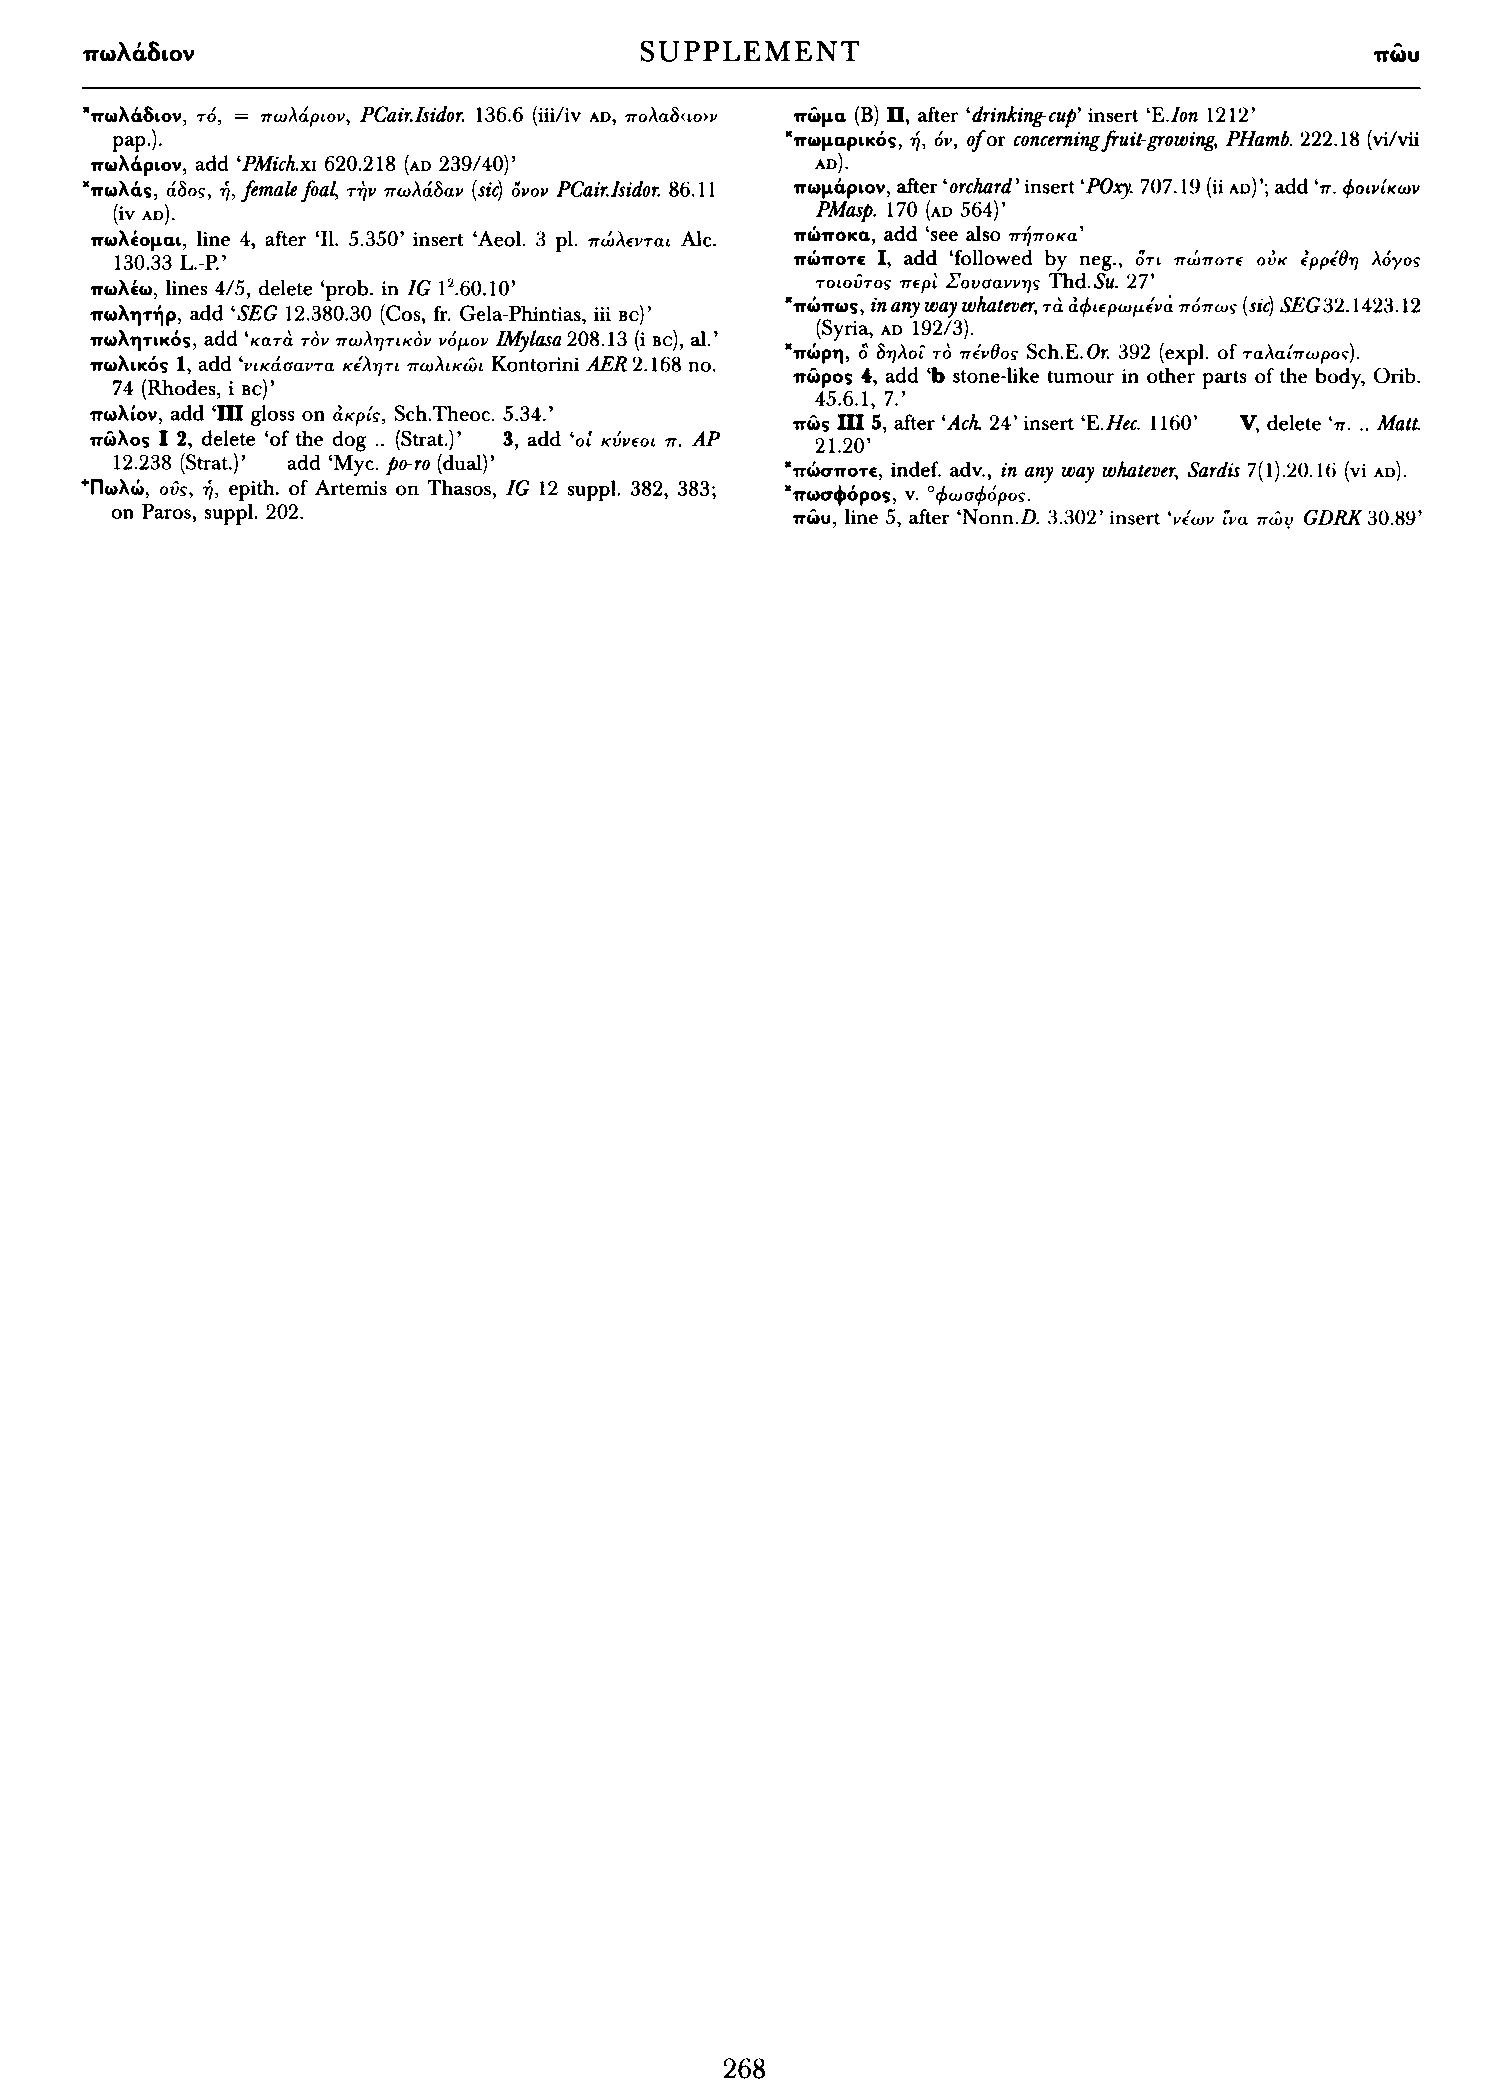 πωλάδιον SUPPLEMENT πῶυ
*πωλάδιον, τό, = πωλάριον, PCair.Isidor. 136.6 (iii/iv AD, πολαδ‹ιο›ν
pap.).
πωλάριον, add ‘PMich.XI 620.218 (AD 239/40)’
*πωλάς, άδος, ἡ, female foal, τὴν πωλάδαν (sic) ὄνον PCair.Isidor. 86.11
(iv AD).
πωλέομαι, line 4, after ‘Il. 5.350’ insert ‘Aeol. 3 pl. πώλενται Alc.
130.33 L.-P.’
πωλέω, lines 4/5, delete ‘prob. in IG 1².60.10’
πωλητήρ, add ‘SEG 12.380.30 (Cos, fr. Gela-Phintias, iii BC)’
πωλητικός, add ‘κατὰ τὸν πωλητικὸν νόμον IMylasa 208.13 (i BC), al.’
πωλικός 1, add ‘νικάσαντα κέλητι πωλικῶι Kontorini AER 2.168 no.
74 (Rhodes, i BC)’
πωλίον, add ‘III gloss on ἀκρίς, Sch.Theoc. 5.34.’
πῶλος I 2, delete ‘of the dog .. (Strat.)’ 3, add ‘οἱ κύνεοι π. AP
12.238 (Strat.)’ add ‘Myc. po-ro (dual)’
⁺Πωλώ, οῦς, ἡ, epith. of Artemis on Thasos, IG 12 suppl. 382, 383;
on Paros, suppl. 202.
πῶμα (B) II, after ‘drinking-cup’ insert ‘E.Ion 1212’
*πωμαρικός, ή, όν, of or concerning fruit-growing, PHamb. 222.18 (vi/vii
AD).
πωμάριον, after ‘orchard’ insert ‘POxy. 707.19 (ii AD)’; add ‘π. φοινίκων
PMasp. 170 (AD 564)’
πώποκα, add ‘see also πήποκα’
πώποτε I, add ‘followed by neg., ὅτι πώποτε οὐκ ἐρρέθη λόγος
τοιοῦτος περὶ Σουσαννης Thd.Su. 27’
*πώπως, in any way whatever, τὰ ἀφιερωμένα πόπως (sic) SEG 32.1423.12
(Syria, AD 192/3).
*πώρη, ὃ δηλοῖ τὸ πένθος Sch.E.Or. 392 (expl. of ταλαίπωρος).
πῶρος 4, add ‘b stone-like tumour in other parts of the body, Orib.
45.6.1, 7.’
πῶς III 5, after ‘Ach. 24’ insert ‘E.Hec. 1160’ V, delete ‘π. .. Matt.
21.20’
*πώσποτε, indef. adv., in any way whatever, Sardis 7(1).20.16 (vi AD).
*πωσφόρος, v. °φωσφόρος.
πῶυ, line 5, after ‘Nonn.D. 3.302’ insert ‘νέων ἵνα πῶυ̣ GDRK 30.89’
268